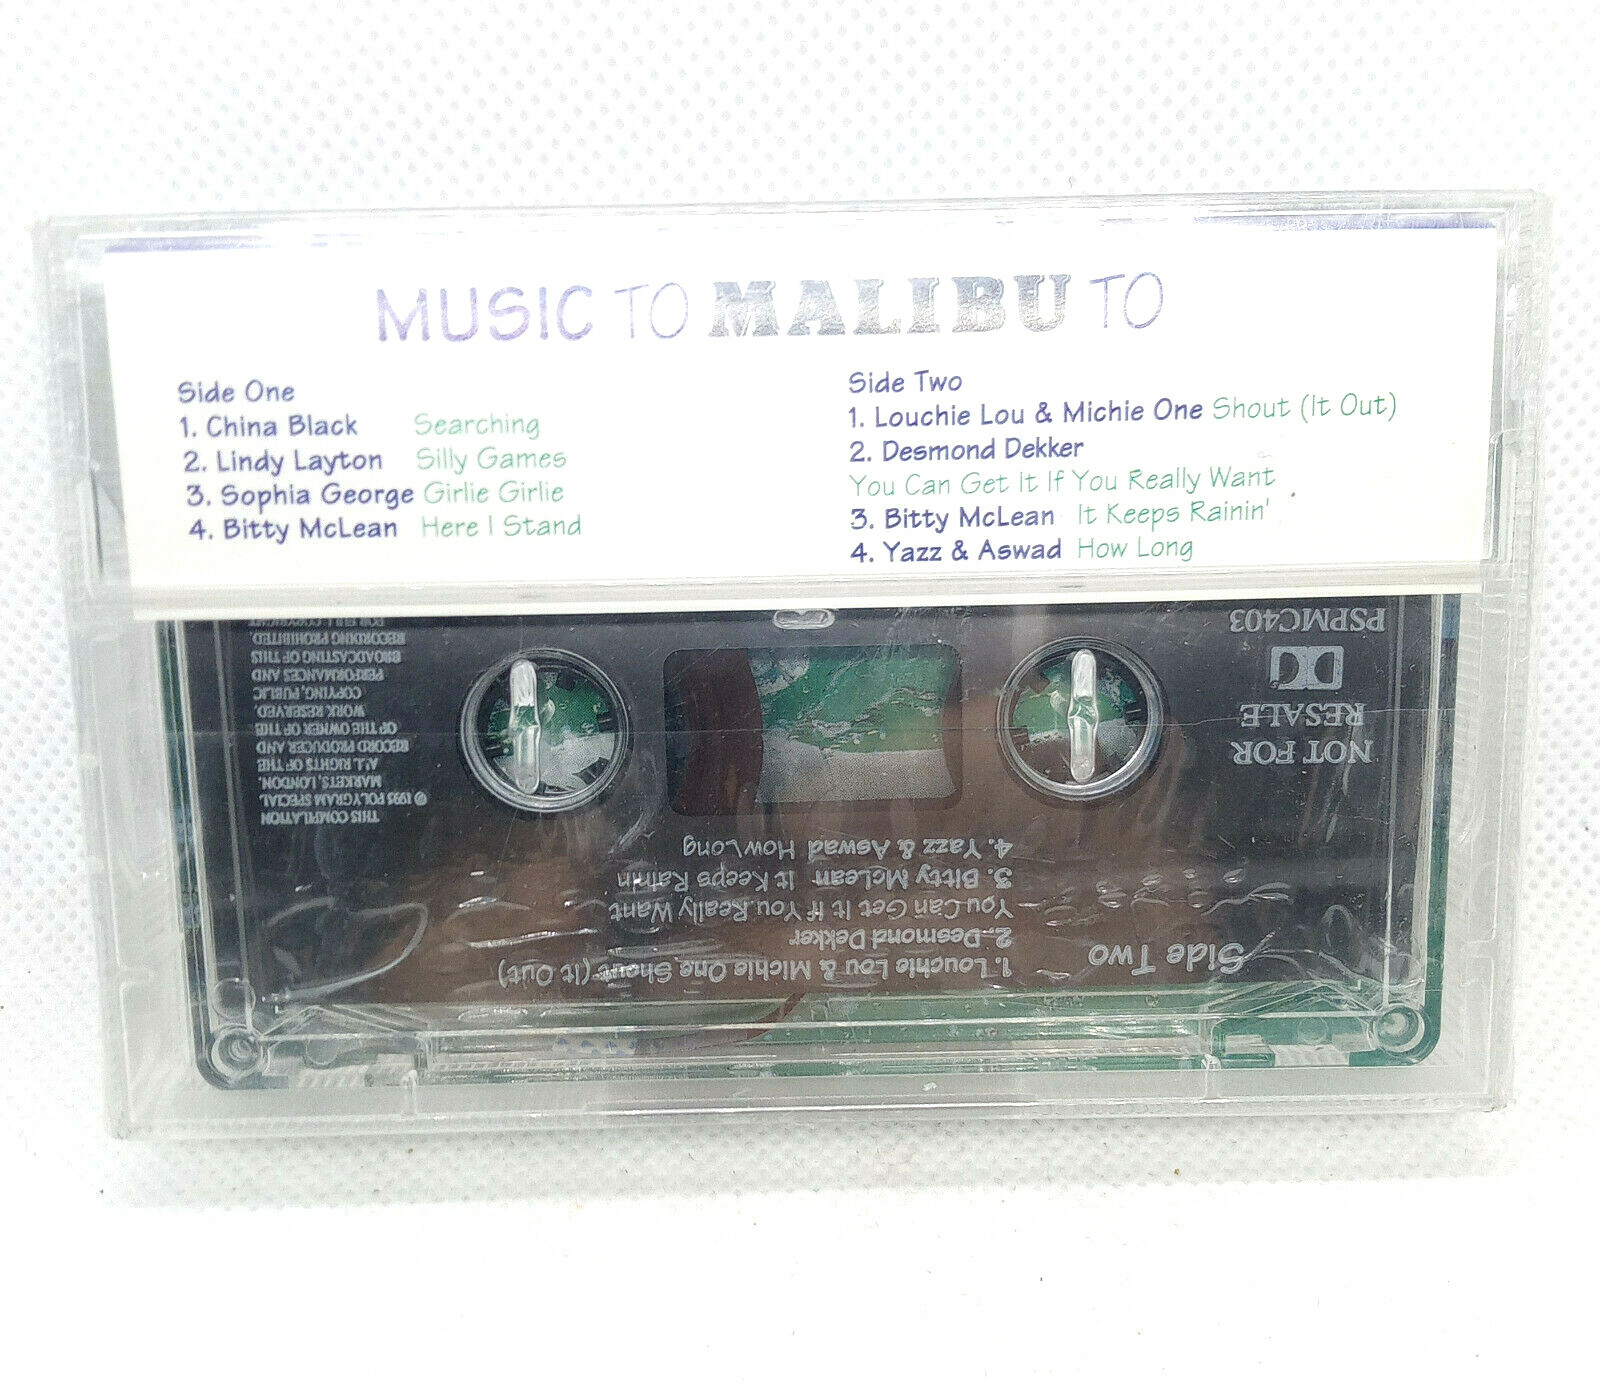 MUSIC TO MALIBU TO
Side One
1. China Black Searching
2. Lindy Layton Silly Games
3. Sophia George Girlie Girlie
4. Bitty McLean Here I Stand
Side Two
1. Louchie Lou & Michie One Shout (It Out)
2. Desmond Dekker
You Can Get It If You Really Want
3. Bitty McLean It Keeps Rainin'
4. Yazz & Aswad How Long
Side Two
1. Louchie Lou & Michie One Shout (It Out)
2. Desmond Dekker
You Can Get It If You Really Want
3. Bitty McLean It Keeps Rainin
4. Yazz & Aswad How Long
NOT FOR
RESALE
PSPMC403
THIS COMPILATION
© 1995 POLYGRAM SPECIAL
MARKETS, LONDON.
ALL RIGHTS OF THE
RECORD PRODUCER AND
OF THE OWNER OF THE
WORK RESERVED.
COPYING, PUBLIC
PERFORMANCES AND
BROADCASTING OF THIS
RECORDING PROHIBITED.
FOR FULL COPYRIGHT